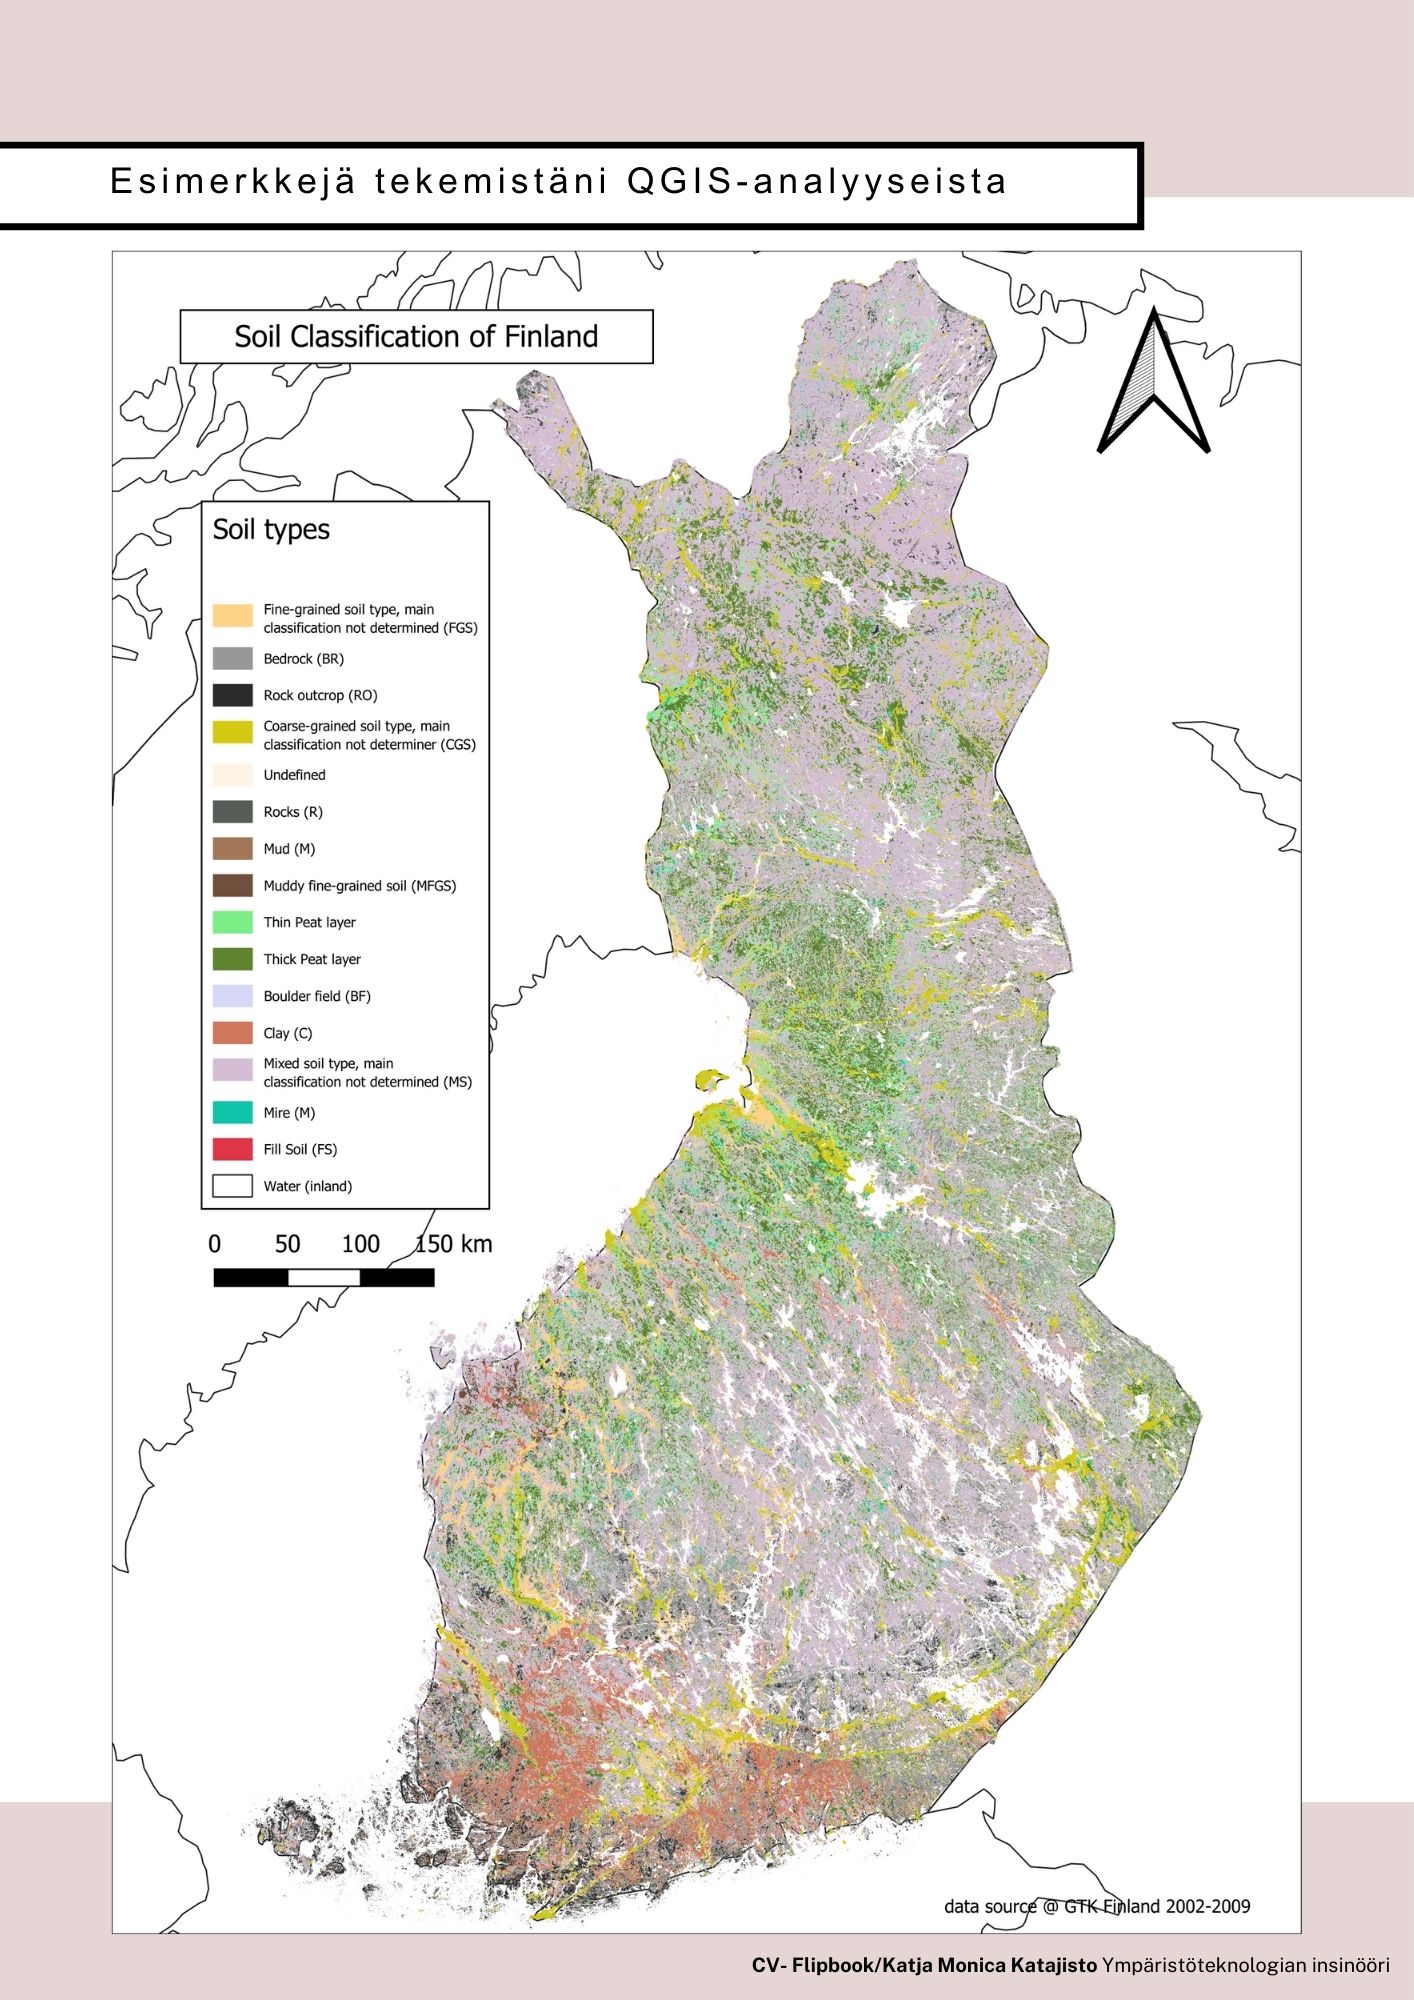 Esimerkkejä tekemistäni QGIS-analyyseista
Soil Classification of Finland
Soil types
Fine-grained soil type, main
classification not determined (FGS)
Bedrock (BR)
Rock outcrop (RO)
Coarse-grained soil type, main
classification not determiner (CGS)
Undefined
Rocks (R)
Mud (M)
Muddy fine-grained soil (MFGS)
Thin Peat layer
Thick Peat layer
Boulder field (BF)
Clay (C)
Mixed soil type, main
classification not determined (MS)
Mire (M)
Fill Soil (FS)
Water (inland)
0 50 100 150 km
data source @ GTK Finland 2002-2009
CV- Flipbook/Katja Monica Katajisto Ympäristöteknologian insinööri